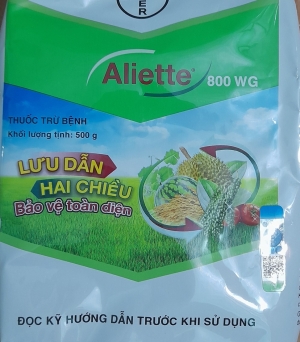 ER
Aliette®
800 WG
THUỐC TRỪ BỆNH
Khối lượng tịnh: 500 g
LƯU DẪN
HAI CHIỀU
Bảo vệ toàn diện
ĐỌC KỸ HƯỚNG DẪN TRƯỚC KHI SỬ DỤNG